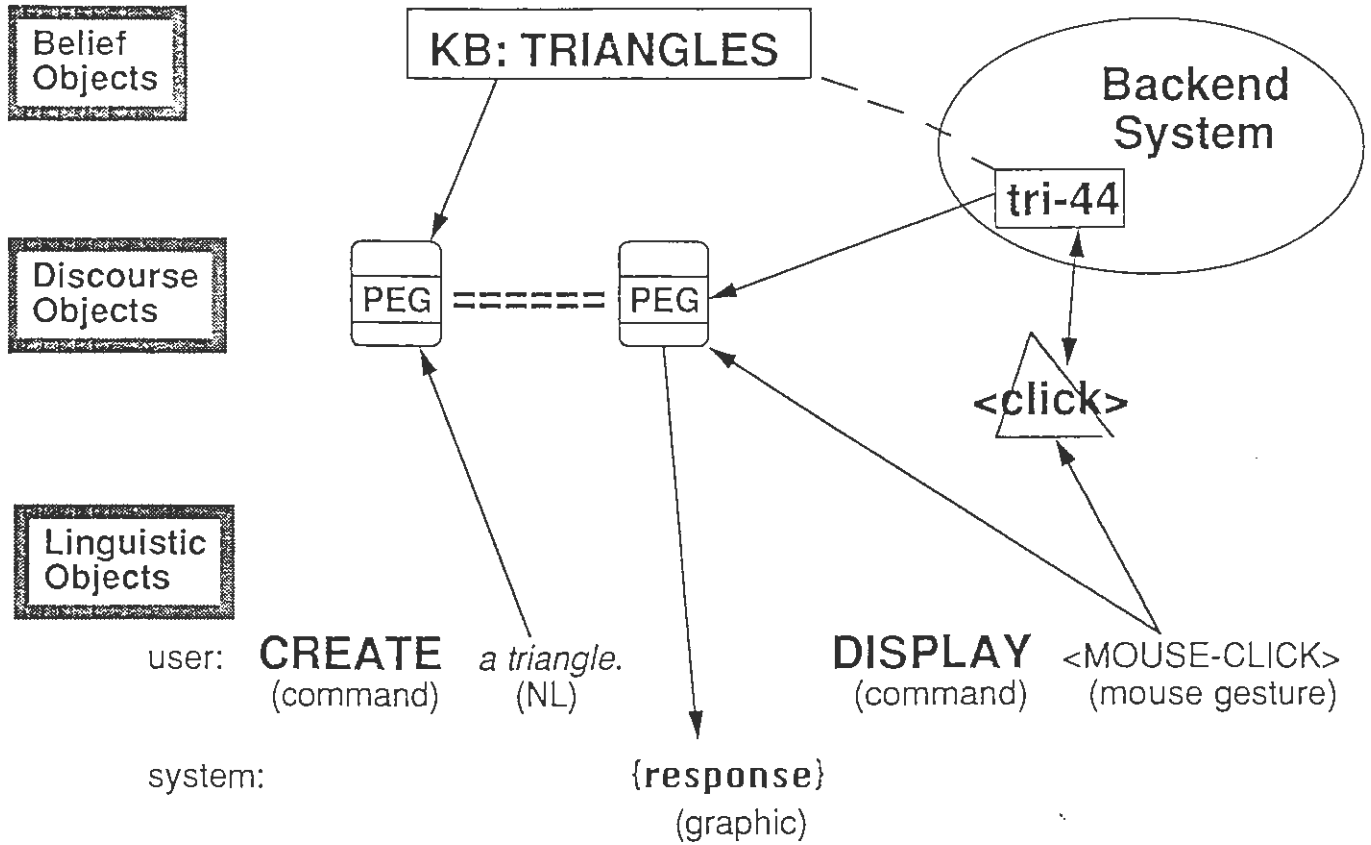 Belief
Objects
KB: TRIANGLES
Backend
System
tri-44
Discourse
Objects
PEG ====== PEG
<click>
Linguistic
Objects
user: CREATE a triangle. DISPLAY <MOUSE-CLICK>
(command) (NL) (command) (mouse gesture)
system: {response}
(graphic)